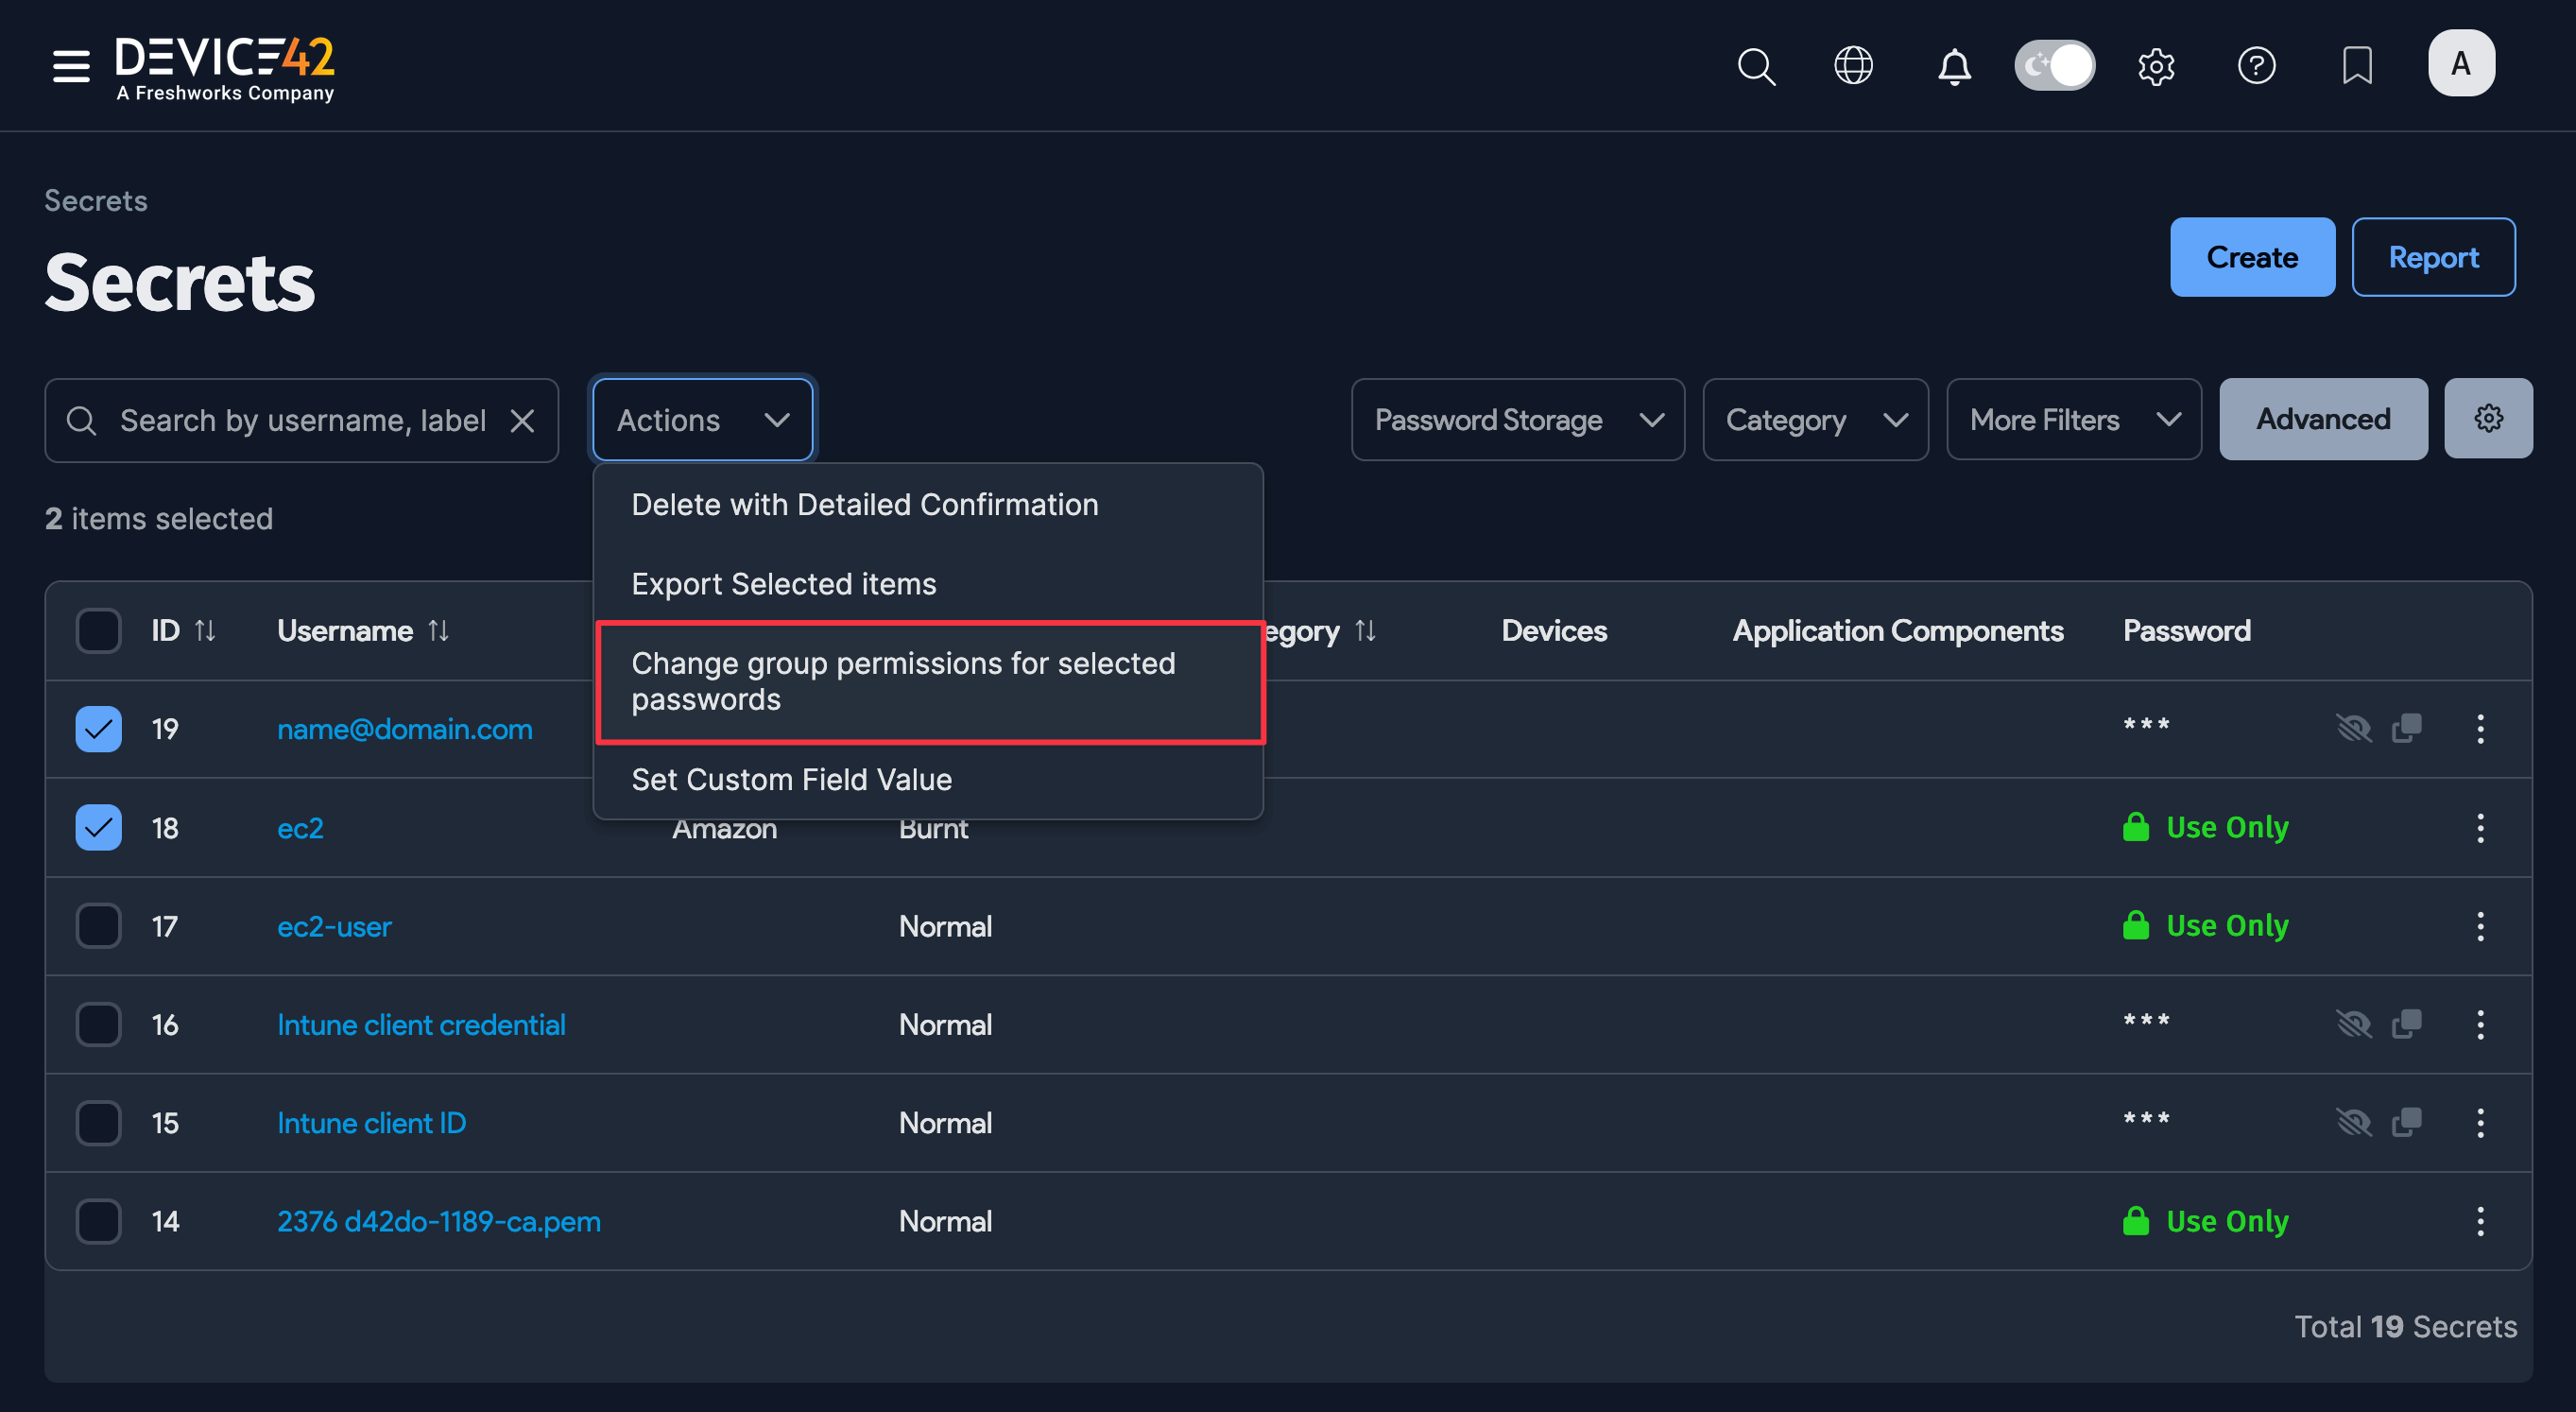 DEVICE42
A Freshworks Company
A
Secrets
Secrets
Create
Report
Search by username, label
Actions
Password Storage
Category
More Filters
Advanced
2 items selected
Delete with Detailed Confirmation
Export Selected items
Change group permissions for selected
passwords
Set Custom Field Value
ID Username egory Devices Application Components Password
19 name@domain.com ***
18 ec2 Amazon Burnt Use Only
17 ec2-user Normal Use Only
16 Intune client credential Normal ***
15 Intune client ID Normal ***
14 2376 d42do-1189-ca.pem Normal Use Only
Total 19 Secrets